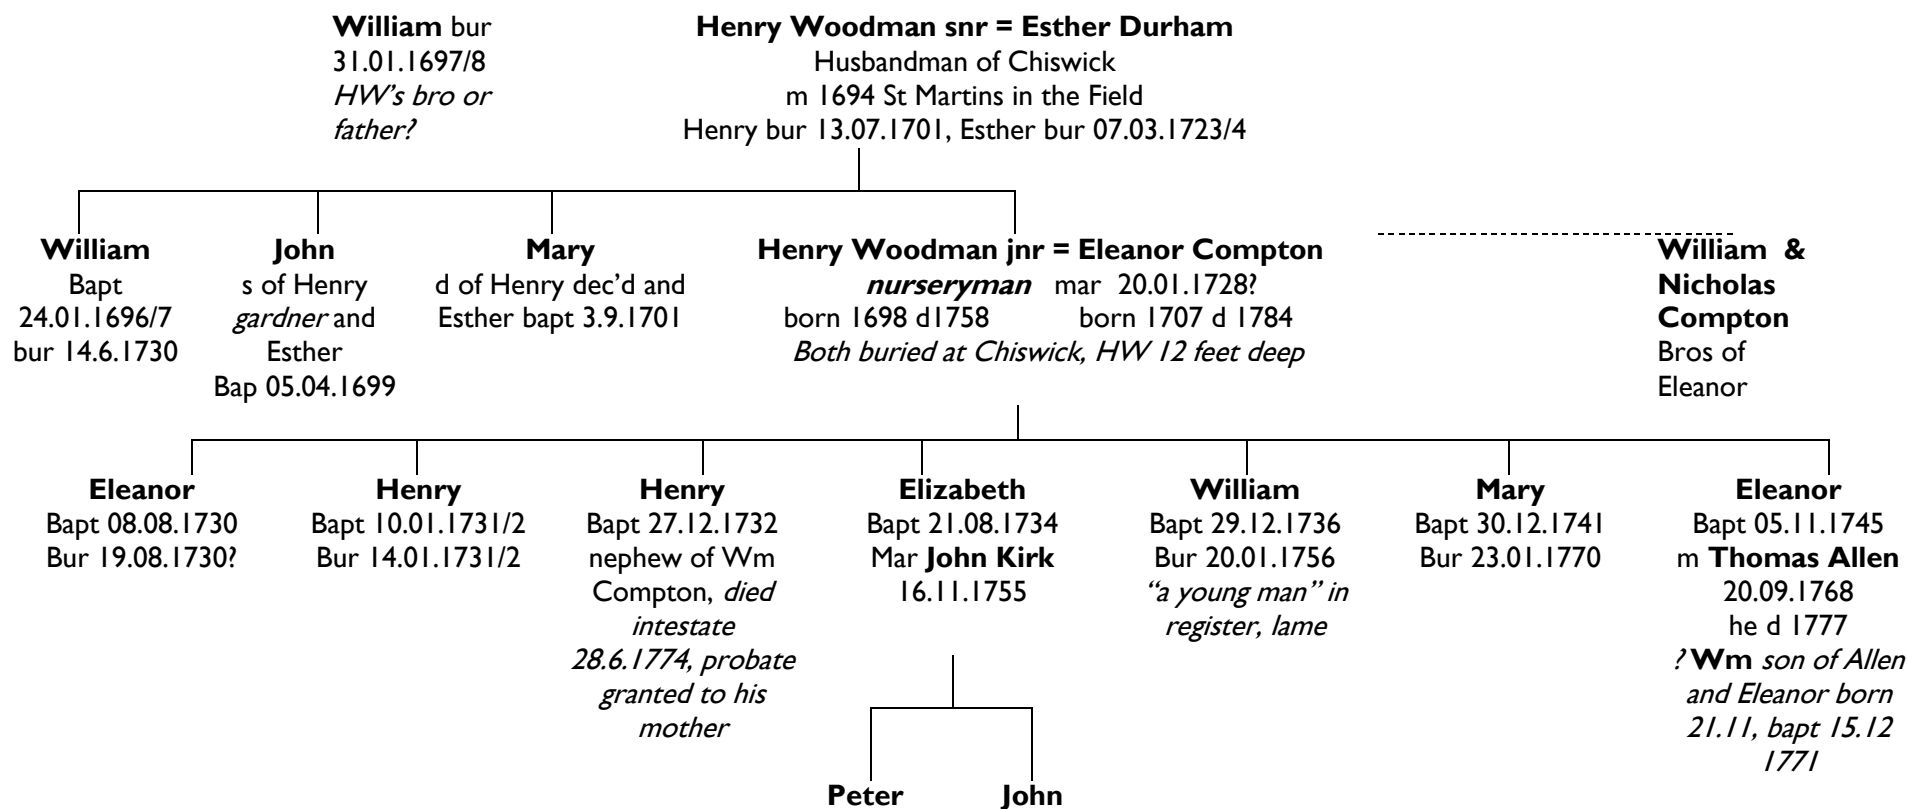 William bur
31.01.1697/8
HW's bro or
father?
Henry Woodman snr = Esther Durham
Husbandman of Chiswick
m 1694 St Martins in the Field
Henry bur 13.07.1701, Esther bur 07.03.1723/4
William
Bapt
24.01.1696/7
bur 14.6.1730
John
s of Henry
gardner and
Esther
Bap 05.04.1699
Mary
d of Henry dec'd and
Esther bapt 3.9.1701
Henry Woodman jnr = Eleanor Compton
nurseryman mar 20.01.1728?
born 1698 d1758 born 1707 d 1784
Both buried at Chiswick, HW 12 feet deep
William &
Nicholas
Compton
Bros of
Eleanor
Eleanor
Bapt 08.08.1730
Bur 19.08.1730?
Henry
Bapt 10.01.1731/2
Bur 14.01.1731/2
Henry
Bapt 27.12.1732
nephew of Wm
Compton, died
intestate
28.6.1774, probate
granted to his
mother
Elizabeth
Bapt 21.08.1734
Mar John Kirk
16.11.1755
William
Bapt 29.12.1736
Bur 20.01.1756
“a young man” in
register, lame
Mary
Bapt 30.12.1741
Bur 23.01.1770
Eleanor
Bapt 05.11.1745
m Thomas Allen
20.09.1768
he d 1777
? Wm son of Allen
and Eleanor born
21.11, bapt 15.12
1771
Peter
John